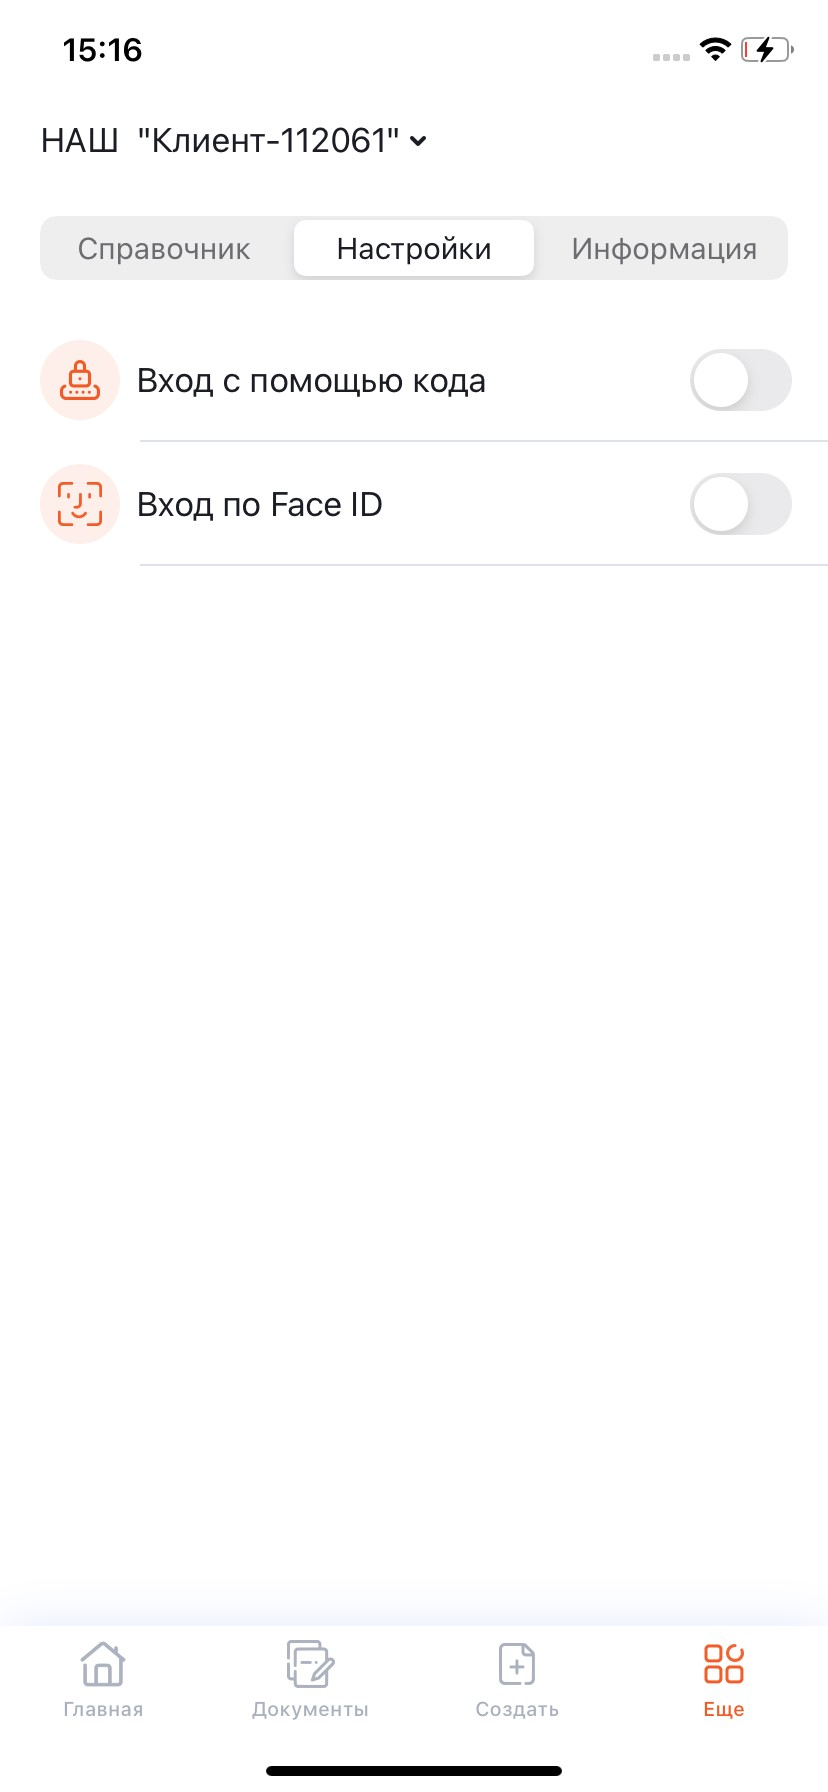 15:16
НАШ "Клиент-112061"
Справочник Настройки Информация
Вход с помощью кода
Вход по Face ID
Главная Документы Создать Еще